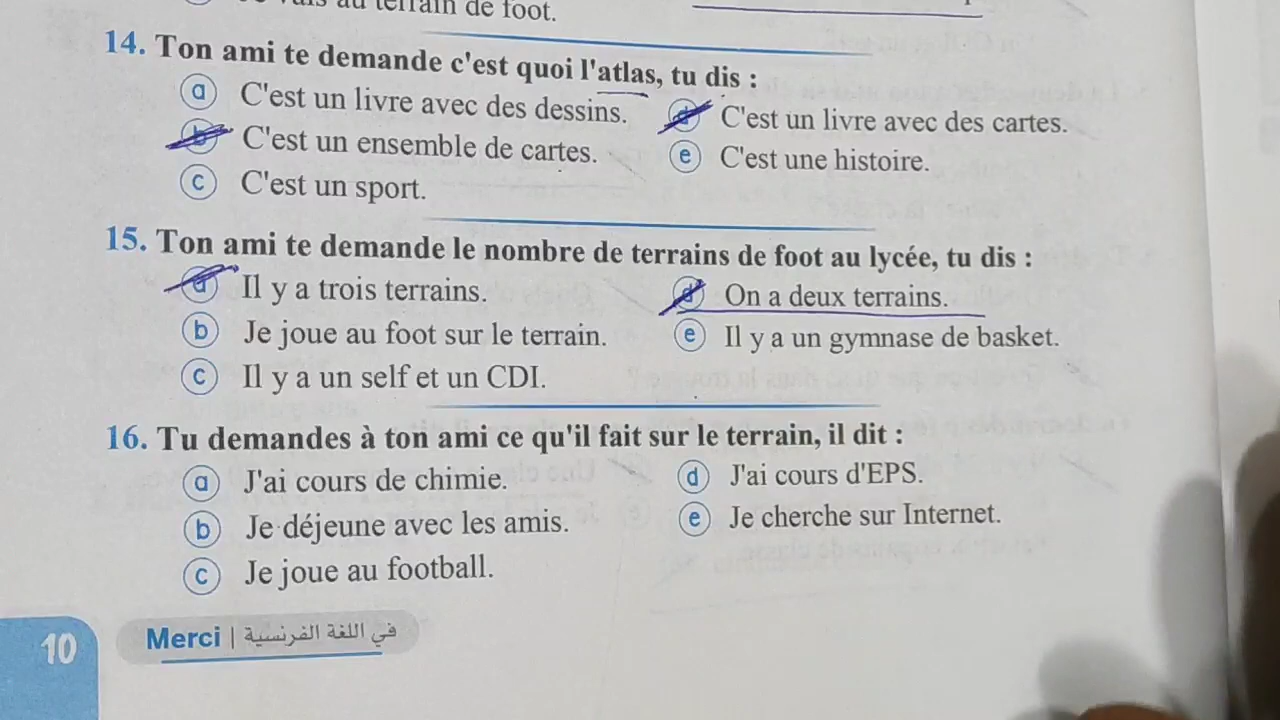 terrain de foot.
14. Ton ami te demande c'est quoi l'atlas, tu dis :
a C'est un livre avec des dessins.
b C'est un ensemble de cartes.
c C'est un sport.
d C'est un livre avec des cartes.
e C'est une histoire.
15. Ton ami te demande le nombre de terrains de foot au lycée, tu dis :
a Il y a trois terrains.
b Je joue au foot sur le terrain.
c Il y a un self et un CDI.
d On a deux terrains.
e Il y a un gymnase de basket.
16. Tu demandes à ton ami ce qu'il fait sur le terrain, il dit :
a J'ai cours de chimie.
b Je déjeune avec les amis.
c Je joue au football.
d J'ai cours d'EPS.
e Je cherche sur Internet.
10 Merci | في اللغة الفرنسية